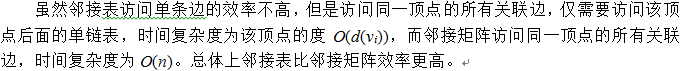 虽然邻接表访问单条边的效率不高，但是访问同一顶点的所有关联边，仅需要访问该顶
点后面的单链表，时间复杂度为该顶点的度 O(d(vᵢ))，而邻接矩阵访问同一顶点的所有关联
边，时间复杂度为 O(n)。总体上邻接表比邻接矩阵效率更高。